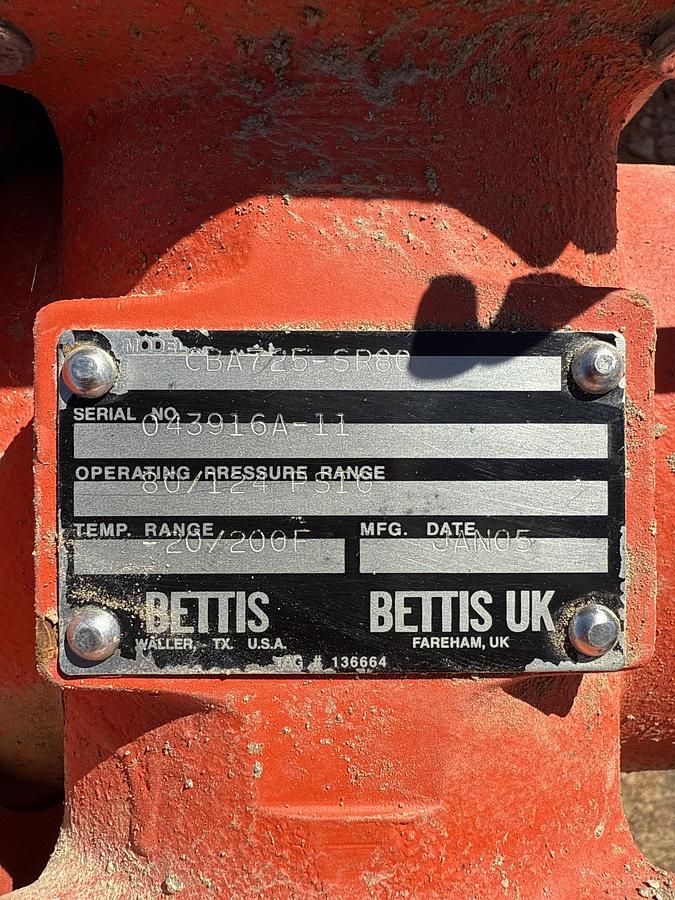 MODEL
CBA725-SR80
SERIAL NO.
043916A-11
OPERATING PRESSURE RANGE
80/124 PSIG
TEMP. RANGE MFG. DATE
-20/200F JAN05
BETTIS BETTIS UK
WALLER, TX. U.S.A. FAREHAM, UK
TAG # 136664